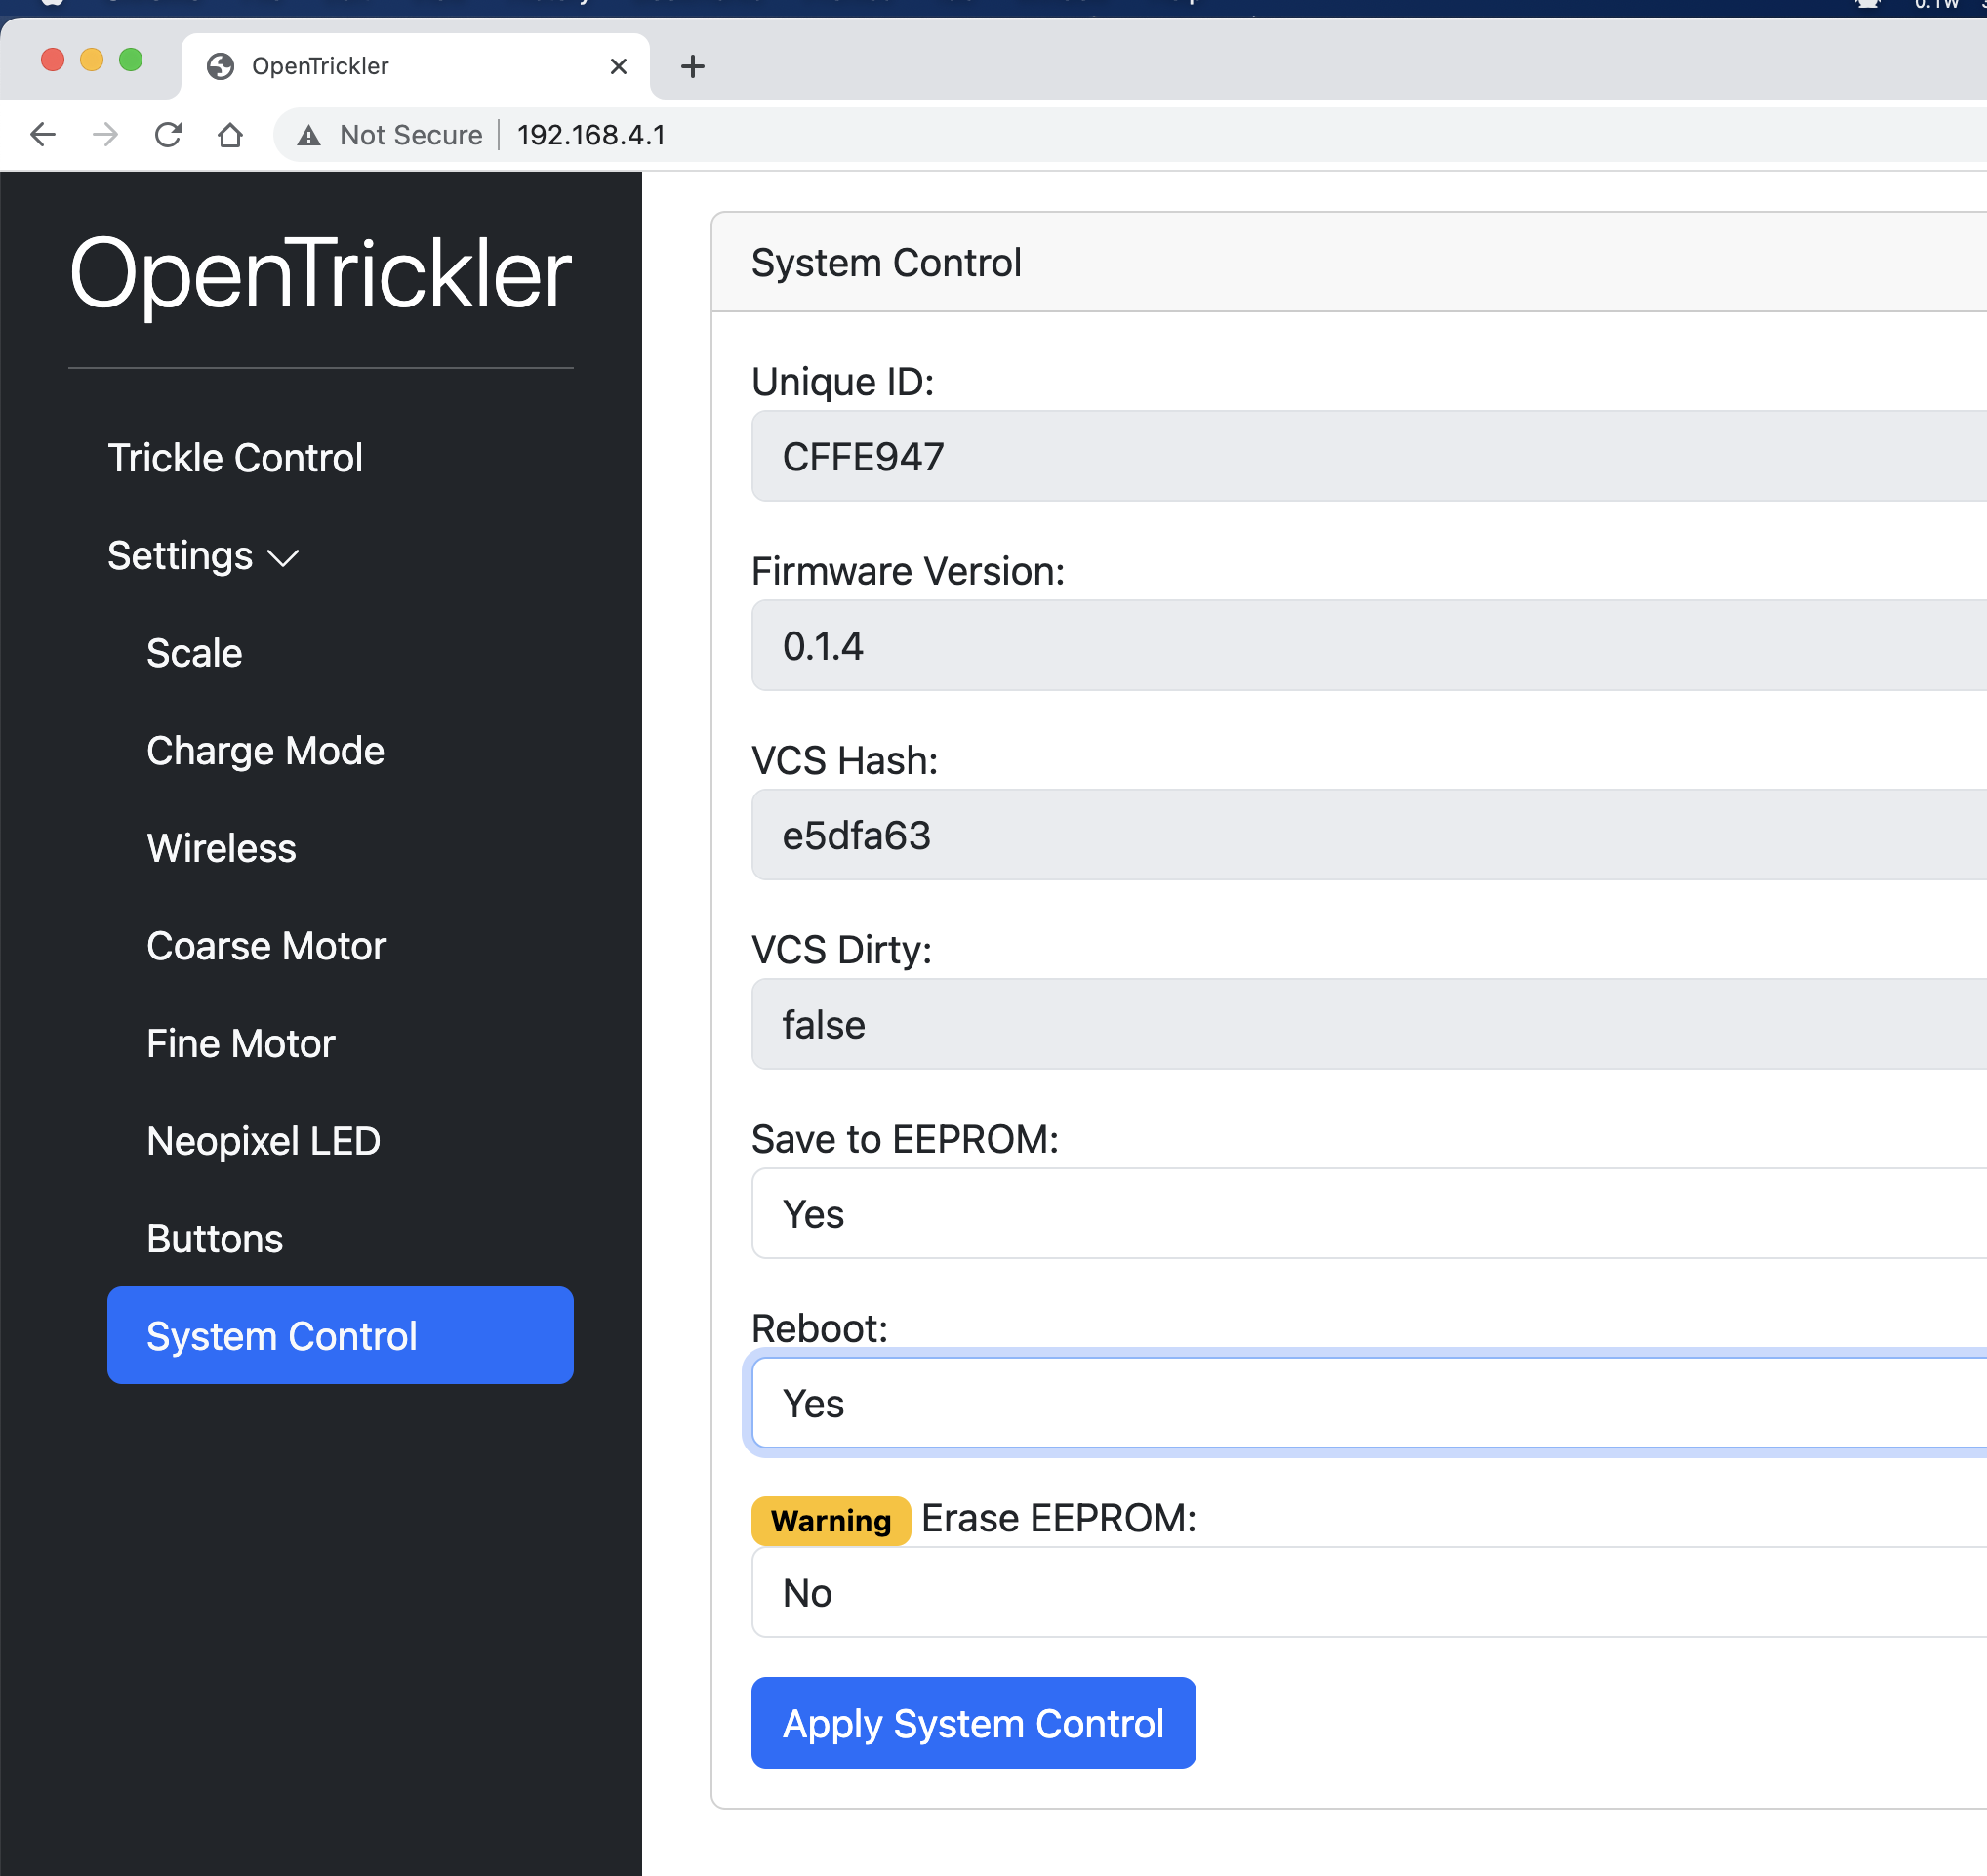 OpenTrickler
Not Secure
192.168.4.1
OpenTrickler
Trickle Control
Settings
Scale
Charge Mode
Wireless
Coarse Motor
Fine Motor
Neopixel LED
Buttons
System Control
System Control
Unique ID:
CFFE947
Firmware Version:
0.1.4
VCS Hash:
e5dfa63
VCS Dirty:
false
Save to EEPROM:
Yes
Reboot:
Yes
Warning Erase EEPROM:
No
Apply System Control